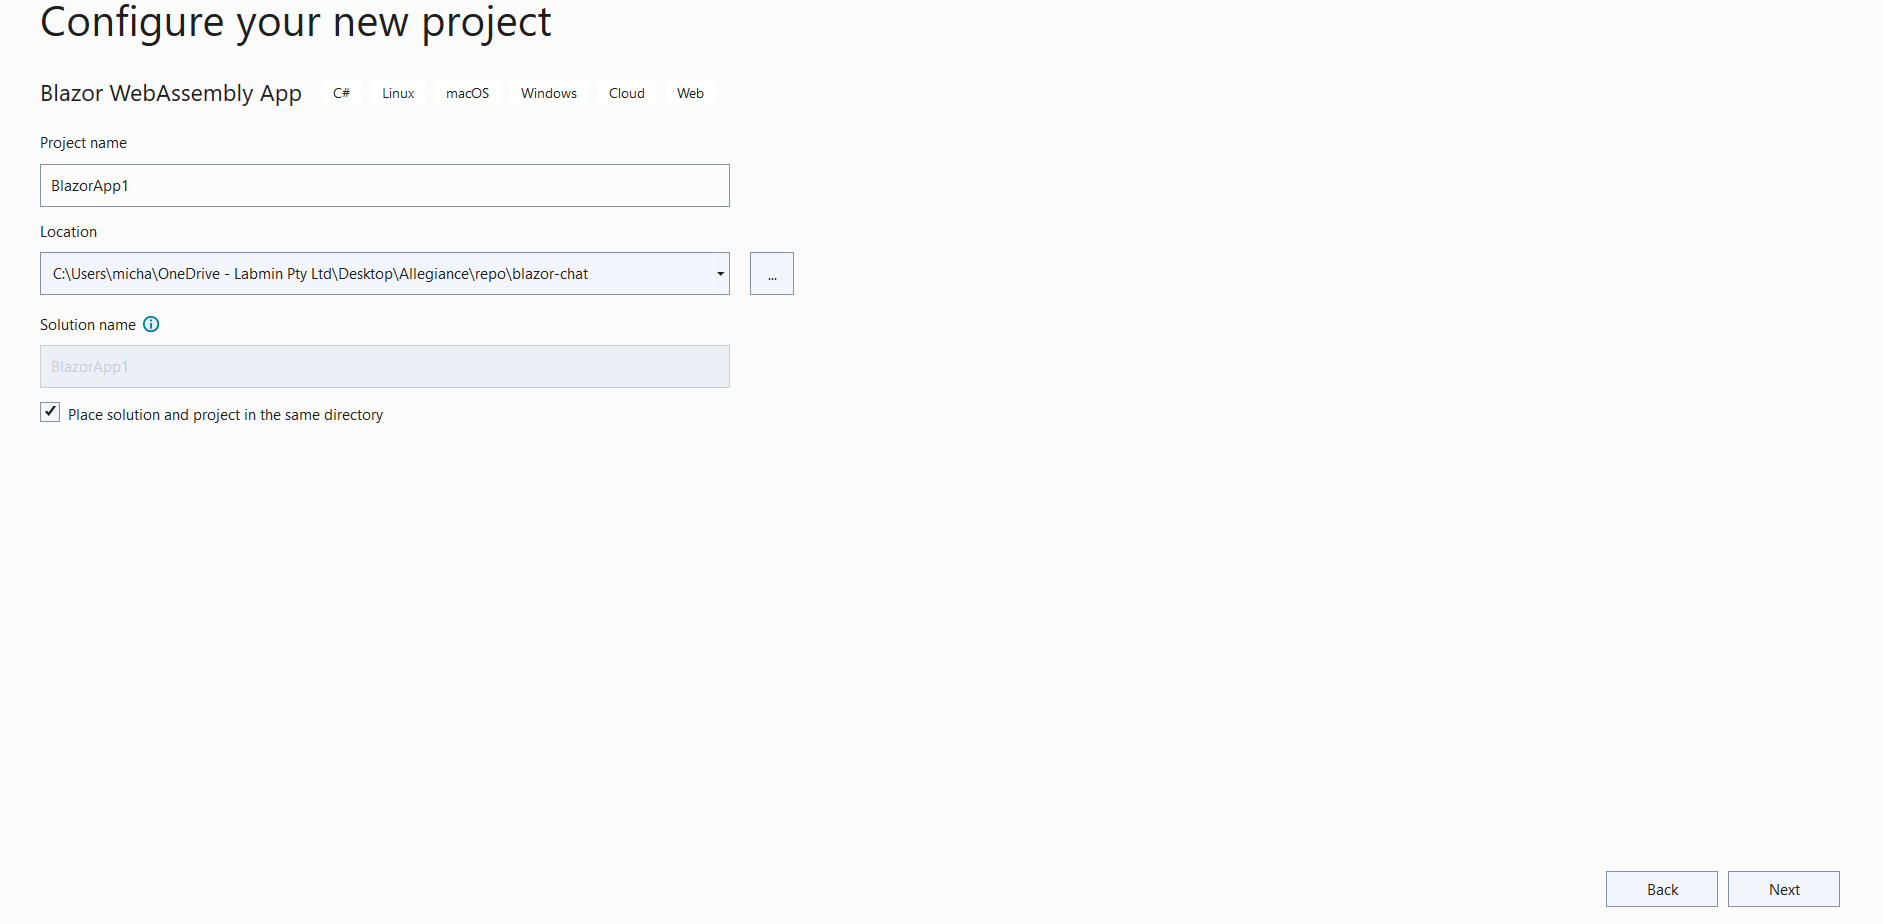 Configure your new project
Blazor WebAssembly App C# Linux macOS Windows Cloud Web
Project name
BlazorApp1
Location
C:\Users\micha\OneDrive - Labmin Pty Ltd\Desktop\Allegiance\repo\blazor-chat
...
Solution name
BlazorApp1
Place solution and project in the same directory
Back Next